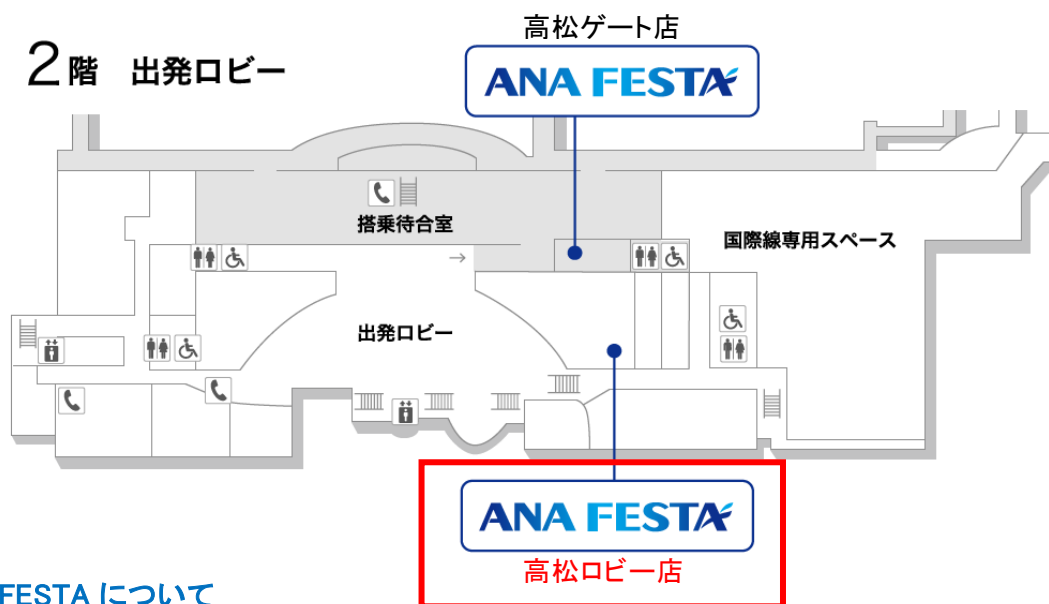 高松ゲート店
2階 出発ロビー
ANA FESTA
搭乗待合室
国際線専用スペース
→
出発ロビー
ANA FESTA
高松ロビー店
FESTA について